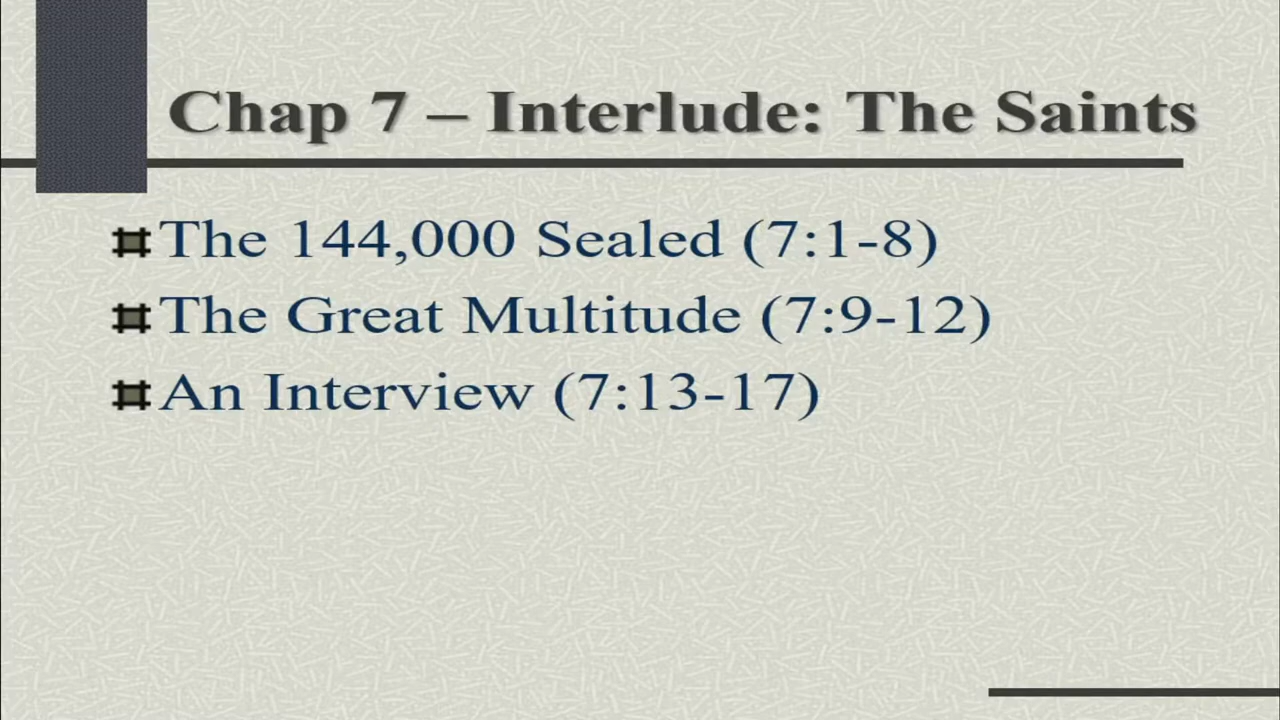 Chap 7 – Interlude: The Saints
The 144,000 Sealed (7:1-8)
The Great Multitude (7:9-12)
An Interview (7:13-17)